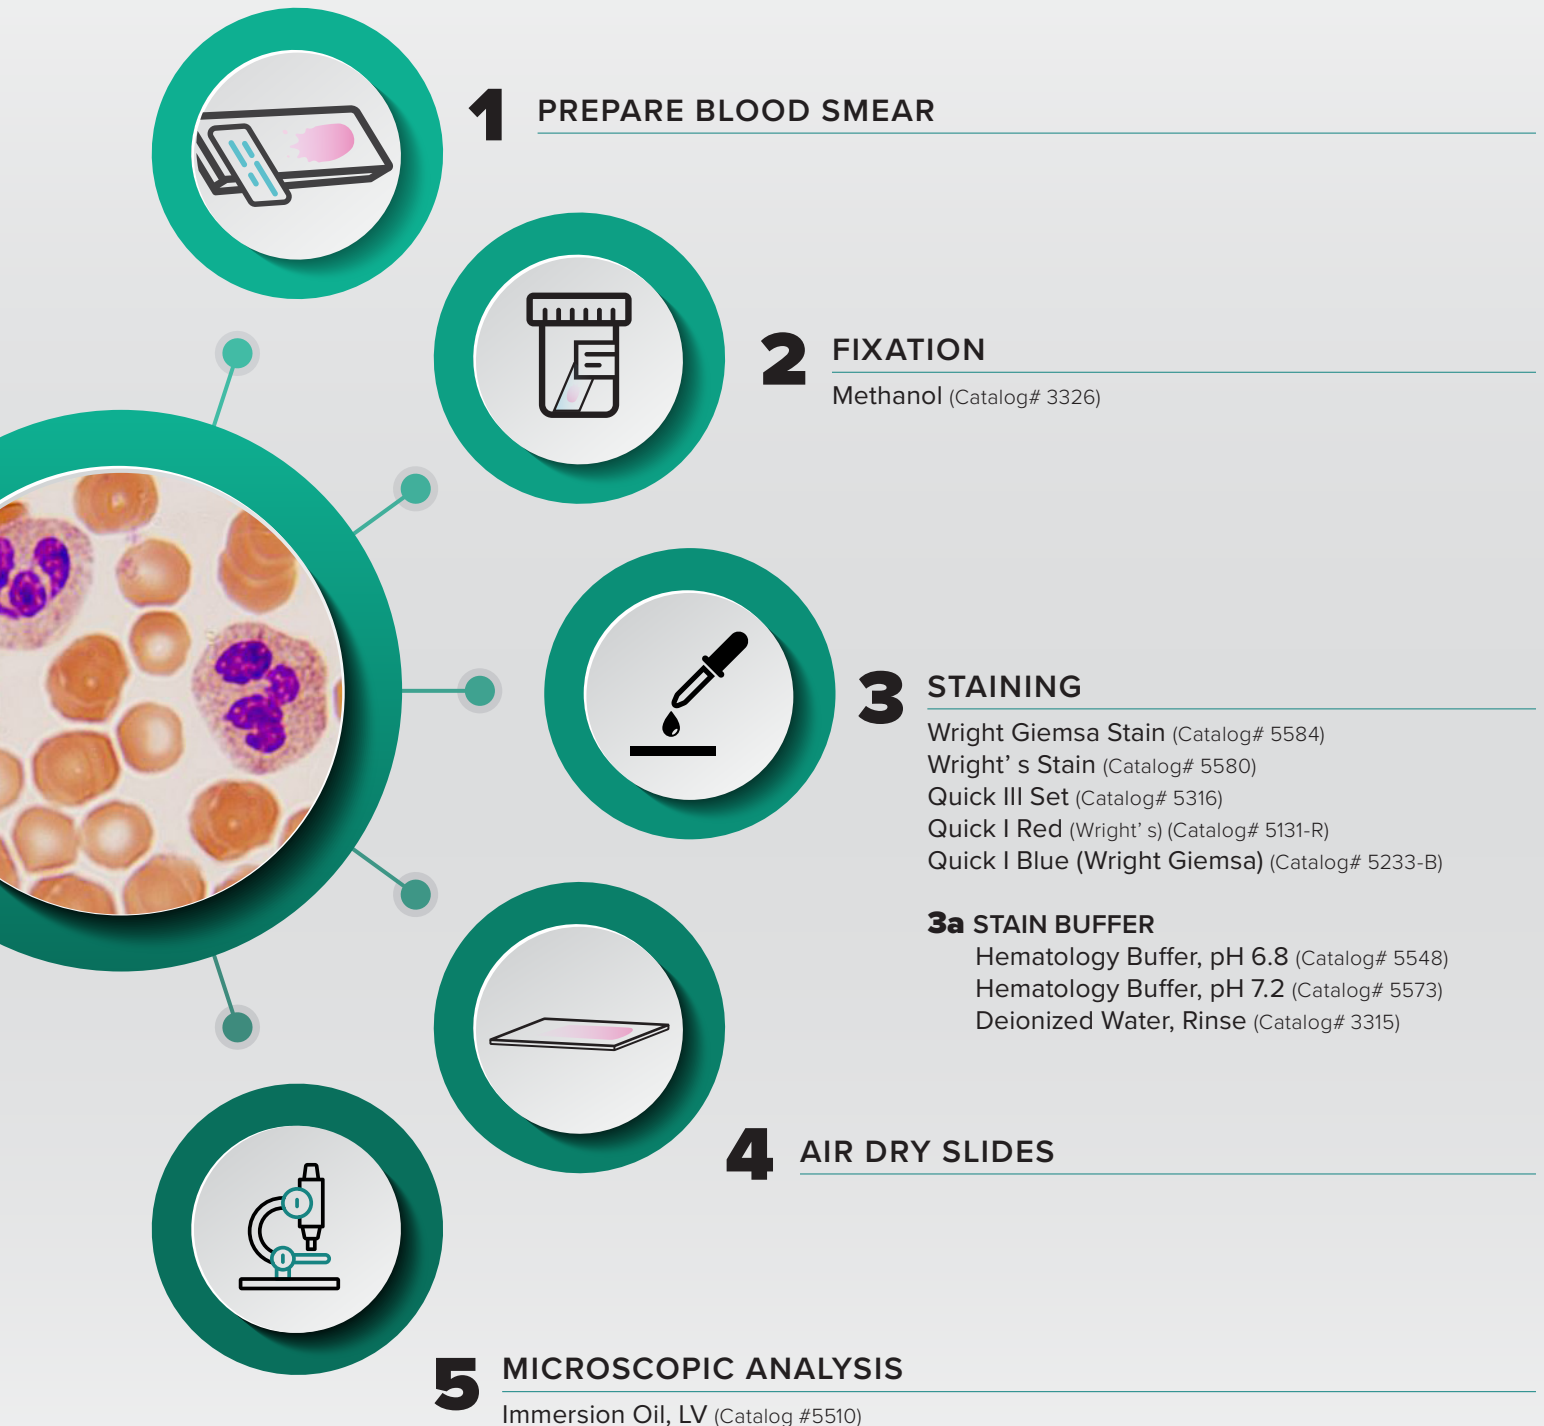 1 PREPARE BLOOD SMEAR
2 FIXATION
Methanol (Catalog# 3326)
3 STAINING
Wright Giemsa Stain (Catalog# 5584)
Wright’ s Stain (Catalog# 5580)
Quick III Set (Catalog# 5316)
Quick I Red (Wright’ s) (Catalog# 5131-R)
Quick I Blue (Wright Giemsa) (Catalog# 5233-B)
3a STAIN BUFFER
Hematology Buffer, pH 6.8 (Catalog# 5548)
Hematology Buffer, pH 7.2 (Catalog# 5573)
Deionized Water, Rinse (Catalog# 3315)
4 AIR DRY SLIDES
5 MICROSCOPIC ANALYSIS
Immersion Oil, LV (Catalog #5510)